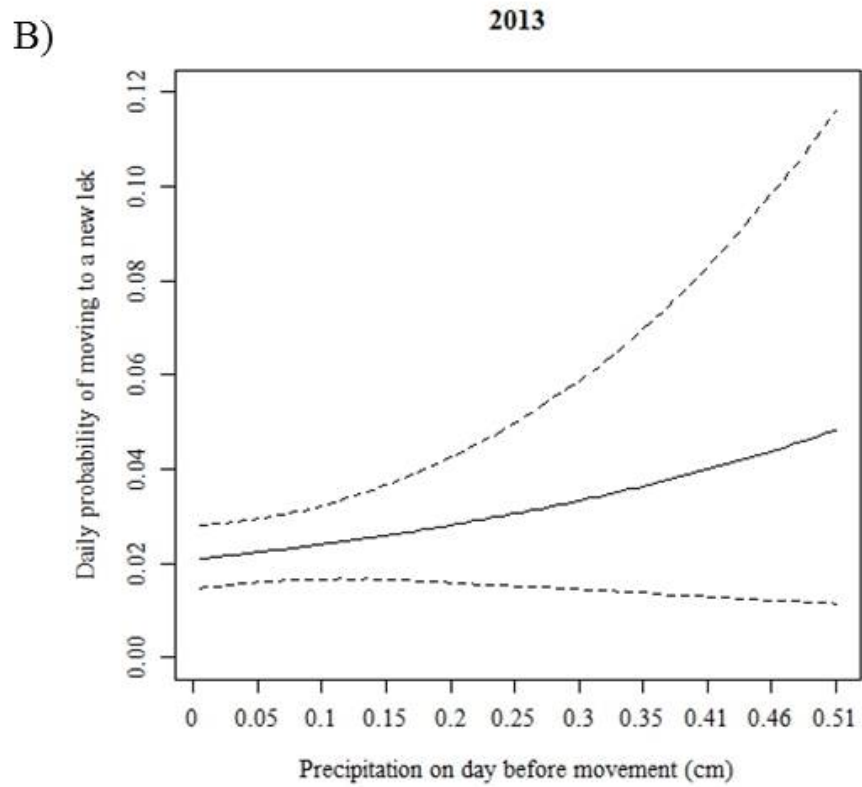 B)
2013
Daily probability of moving to a new lek
0.12
0.10
0.08
0.06
0.04
0.02
0.00
0 0.05 0.1 0.15 0.2 0.25 0.3 0.35 0.41 0.46 0.51
Precipitation on day before movement (cm)